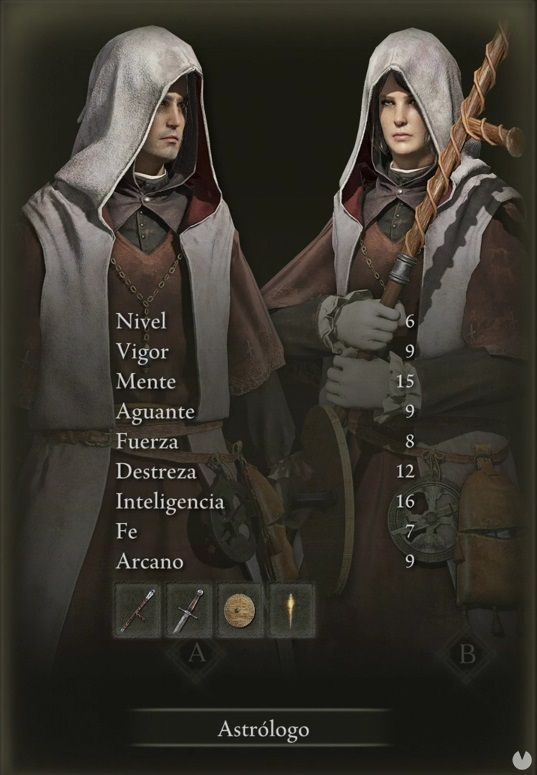 Nivel 6
Vigor 9
Mente 15
Aguante 9
Fuerza 8
Destreza 12
Inteligencia 16
Fe 7
Arcano 9
A B
Astrólogo